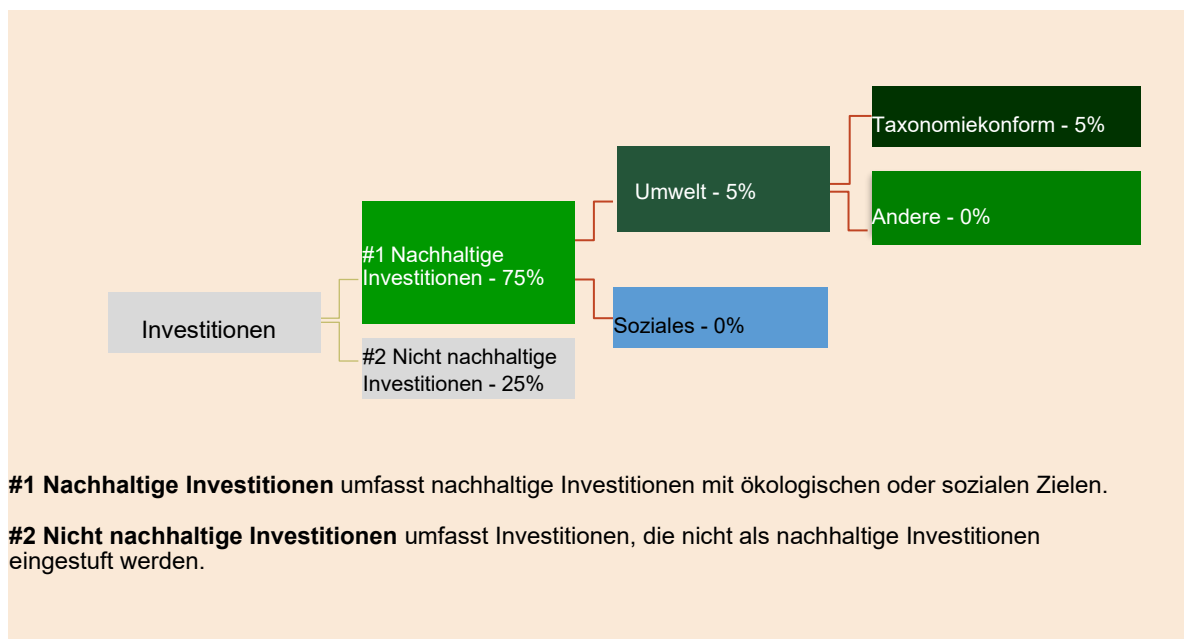 Taxonomiekonform - 5%
Umwelt - 5%
Andere - 0%
#1 Nachhaltige
Investitionen - 75%
Investitionen
Soziales - 0%
#2 Nicht nachhaltige
Investitionen - 25%
#1 Nachhaltige Investitionen umfasst nachhaltige Investitionen mit ökologischen oder sozialen Zielen.
#2 Nicht nachhaltige Investitionen umfasst Investitionen, die nicht als nachhaltige Investitionen
eingestuft werden.